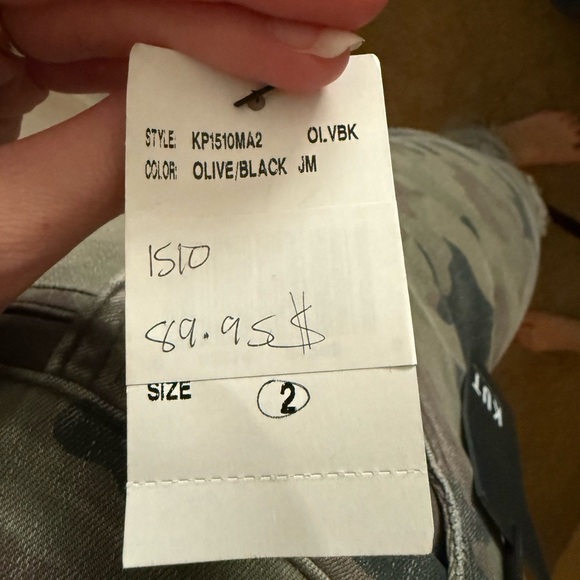 STYLE: KP1510MA2 OLVBK
COLOR: OLIVE/BLACK JM
1510
89.95$
SIZE 2
KUT